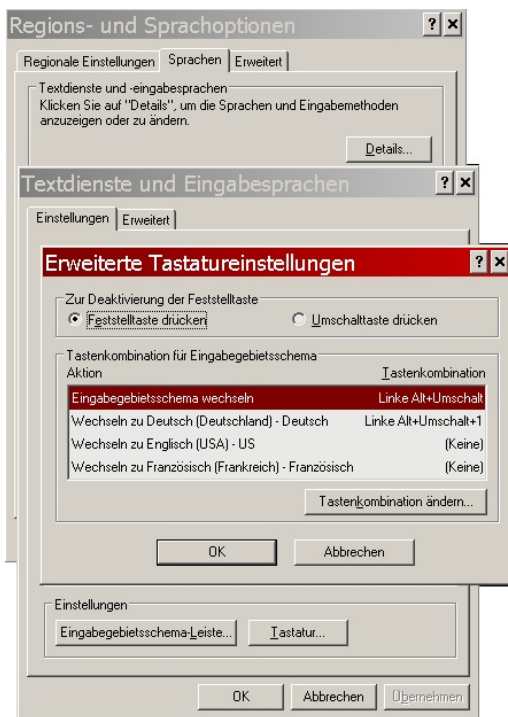 Regions- und Sprachoptionen
Regionale Einstellungen Sprachen Erweitert
Textdienste und -eingabesprachen
Klicken Sie auf "Details", um die Sprachen und Eingabemethoden
anzuzeigen oder zu ändern.
Details...
Textdienste und Eingabesprachen
Einstellungen Erweitert
Erweiterte Tastatureinstellungen
Zur Deaktivierung der Feststelltaste
Feststelltaste drücken Umschalttaste drücken
Tastenkombination für Eingabegebietsschema
Aktion Tastenkombination
Eingabegebietsschema wechseln Linke Alt+Umschalt
Wechseln zu Deutsch (Deutschland) - Deutsch Linke Alt+Umschalt+1
Wechseln zu Englisch (USA) - US (Keine)
Wechseln zu Französisch (Frankreich) - Französisch (Keine)
Tastenkombination ändern...
OK Abbrechen
Einstellungen
Eingabegebietsschema-Leiste... Tastatur...
OK Abbrechen Übernehmen